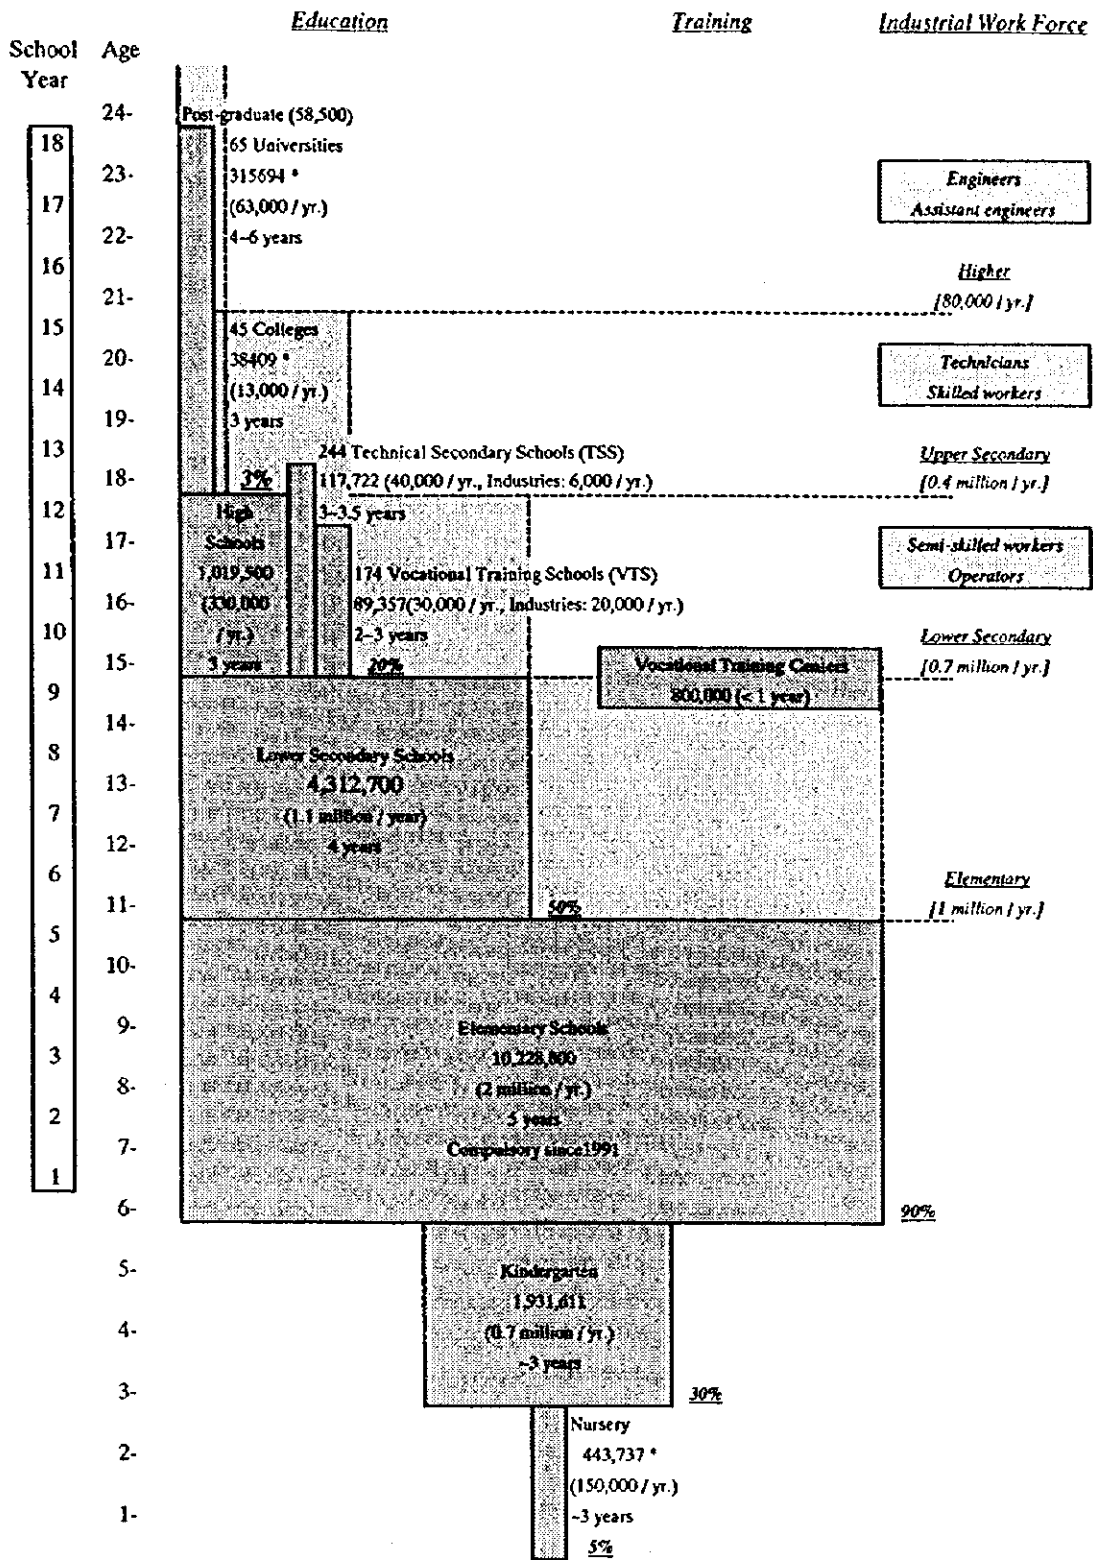 Education
Training
Industrial Work Force
School
Year
Age
24-
18
23-
17
22-
16
21-
15
20-
14
19-
13
18-
12
17-
11
16-
10
15-
9
14-
8
13-
7
12-
6
11-
5
10-
4
9-
3
8-
2
7-
1
6-
5-
4-
3-
2-
1-
Post-graduate (58,500)
65 Universities
315694 *
(63,000 / yr.)
4~6 years
45 Colleges
38409 *
(13,000 / yr.)
3 years
3%
244 Technical Secondary Schools (TSS)
117,722 (40,000 / yr., Industries: 6,000 / yr.)
3~3.5 years
High
Schools
1,019,500
(330,000
/ yr.)
3 years
174 Vocational Training Schools (VTS)
89,357(30,000 / yr., Industries: 20,000 / yr.)
2~3 years
20%
Vocational Training Centers
800,000 (< 1 year)
Lower Secondary Schools
4,312,700
(1.1 million / year)
4 years
50%
Elementary Schools
10,228,800
(2 million / yr.)
5 years
Compulsory since1991
90%
Kindergarten
1,931,611
(0.7 million / yr.)
~3 years
30%
Nursery
443,737 *
(150,000 / yr.)
~3 years
5%
Engineers
Assistant engineers
Higher
[80,000 / yr.]
Technicians
Skilled workers
Upper Secondary
[0.4 million / yr.]
Semi-skilled workers
Operators
Lower Secondary
[0.7 million / yr.]
Elementary
[1 million / yr.]